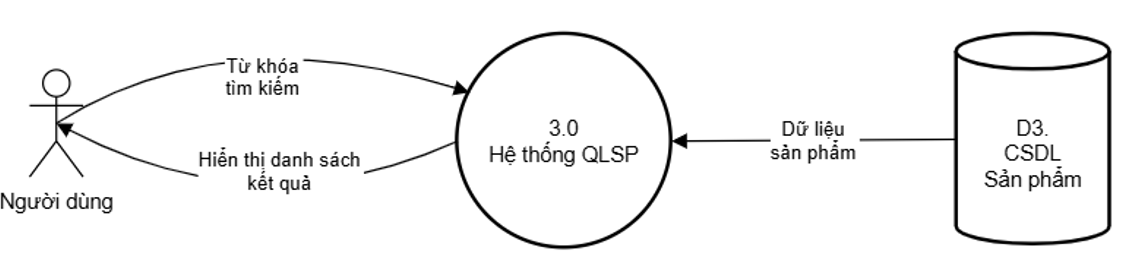 Từ khóa
tìm kiếm
Hiển thị danh sách
kết quả
Người dùng
3.0
Hệ thống QLSP
Dữ liệu
sản phẩm
D3.
CSDL
Sản phẩm